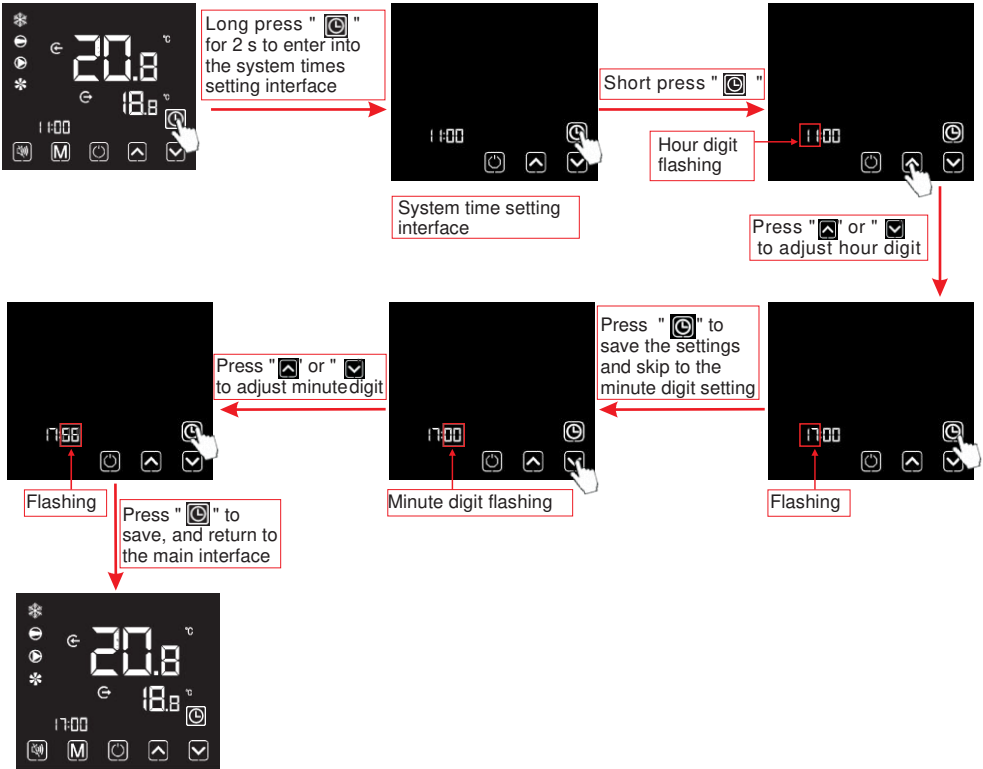 20.8 °C
18.8 °C
11:00
M
Long press " "
for 2 s to enter into
the system times
setting interface
11:00
System time setting
interface
Short press " "
11:00
Hour digit
flashing
Press " " or "
to adjust hour digit
17:00
Flashing
Press " " to
save the settings
and skip to the
minute digit setting
17:00
Minute digit flashing
Press " " or "
to adjust minutedigit
17:56
Flashing
Press " " to
save, and return to
the main interface
20.8 °C
18.8 °C
17:00
M